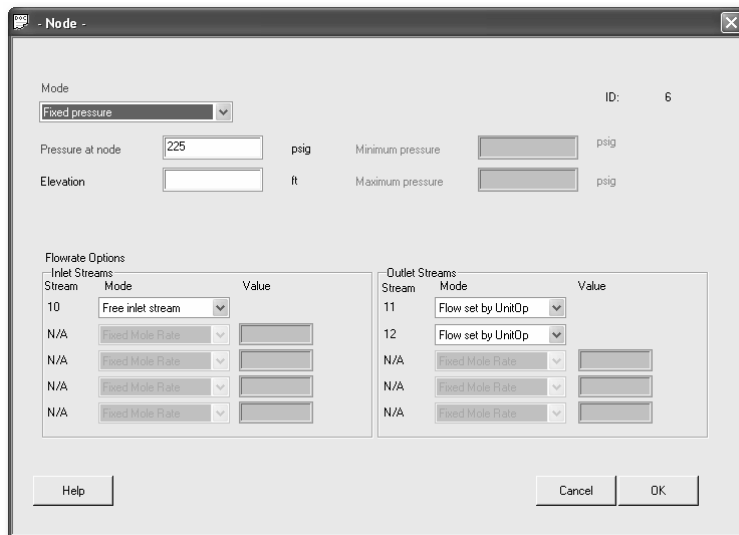 - Node -
Mode
ID: 6
Fixed pressure
Pressure at node 225 psig Minimum pressure psig
Elevation ft Maximum pressure psig
Flowrate Options
Inlet Streams Outlet Streams
Stream Mode Value Stream Mode Value
10 Free inlet stream 11 Flow set by UnitOp
N/A Fixed Mole Rate 12 Flow set by UnitOp
N/A Fixed Mole Rate N/A Fixed Mole Rate
N/A Fixed Mole Rate N/A Fixed Mole Rate
N/A Fixed Mole Rate N/A Fixed Mole Rate
Help Cancel OK